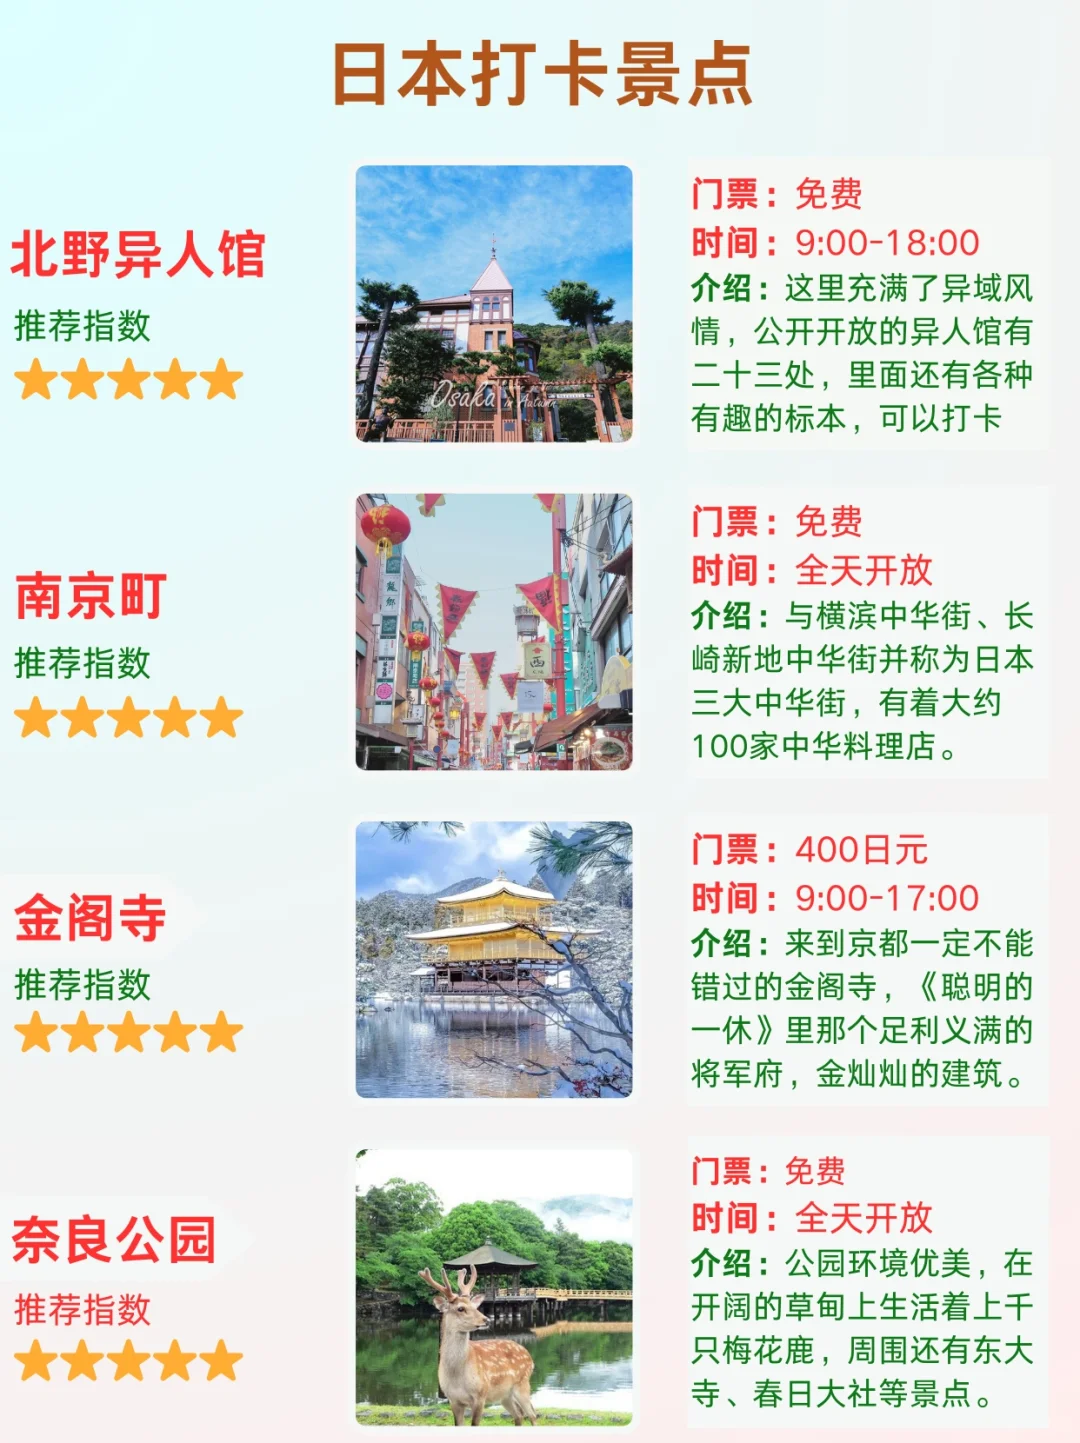 日本打卡景点
北野异人馆
推荐指数
Osaka in Autumn
门票：免费
时间：9:00-18:00
介绍：这里充满了异域风
情，公开开放的异人馆有
二十三处，里面还有各种
有趣的标本，可以打卡
南京町
推荐指数
西
门票：免费
时间：全天开放
介绍：与横滨中华街、长
崎新地中华街并称为日本
三大中华街，有着大约
100家中华料理店。
金阁寺
推荐指数
门票：400日元
时间：9:00-17:00
介绍：来到京都一定不能
错过的金阁寺，《聪明的
一休》里那个足利义满的
将军府，金灿灿的建筑。
奈良公园
推荐指数
门票：免费
时间：全天开放
介绍：公园环境优美，在
开阔的草甸上生活着上千
只梅花鹿，周围还有东大
寺、春日大社等景点。